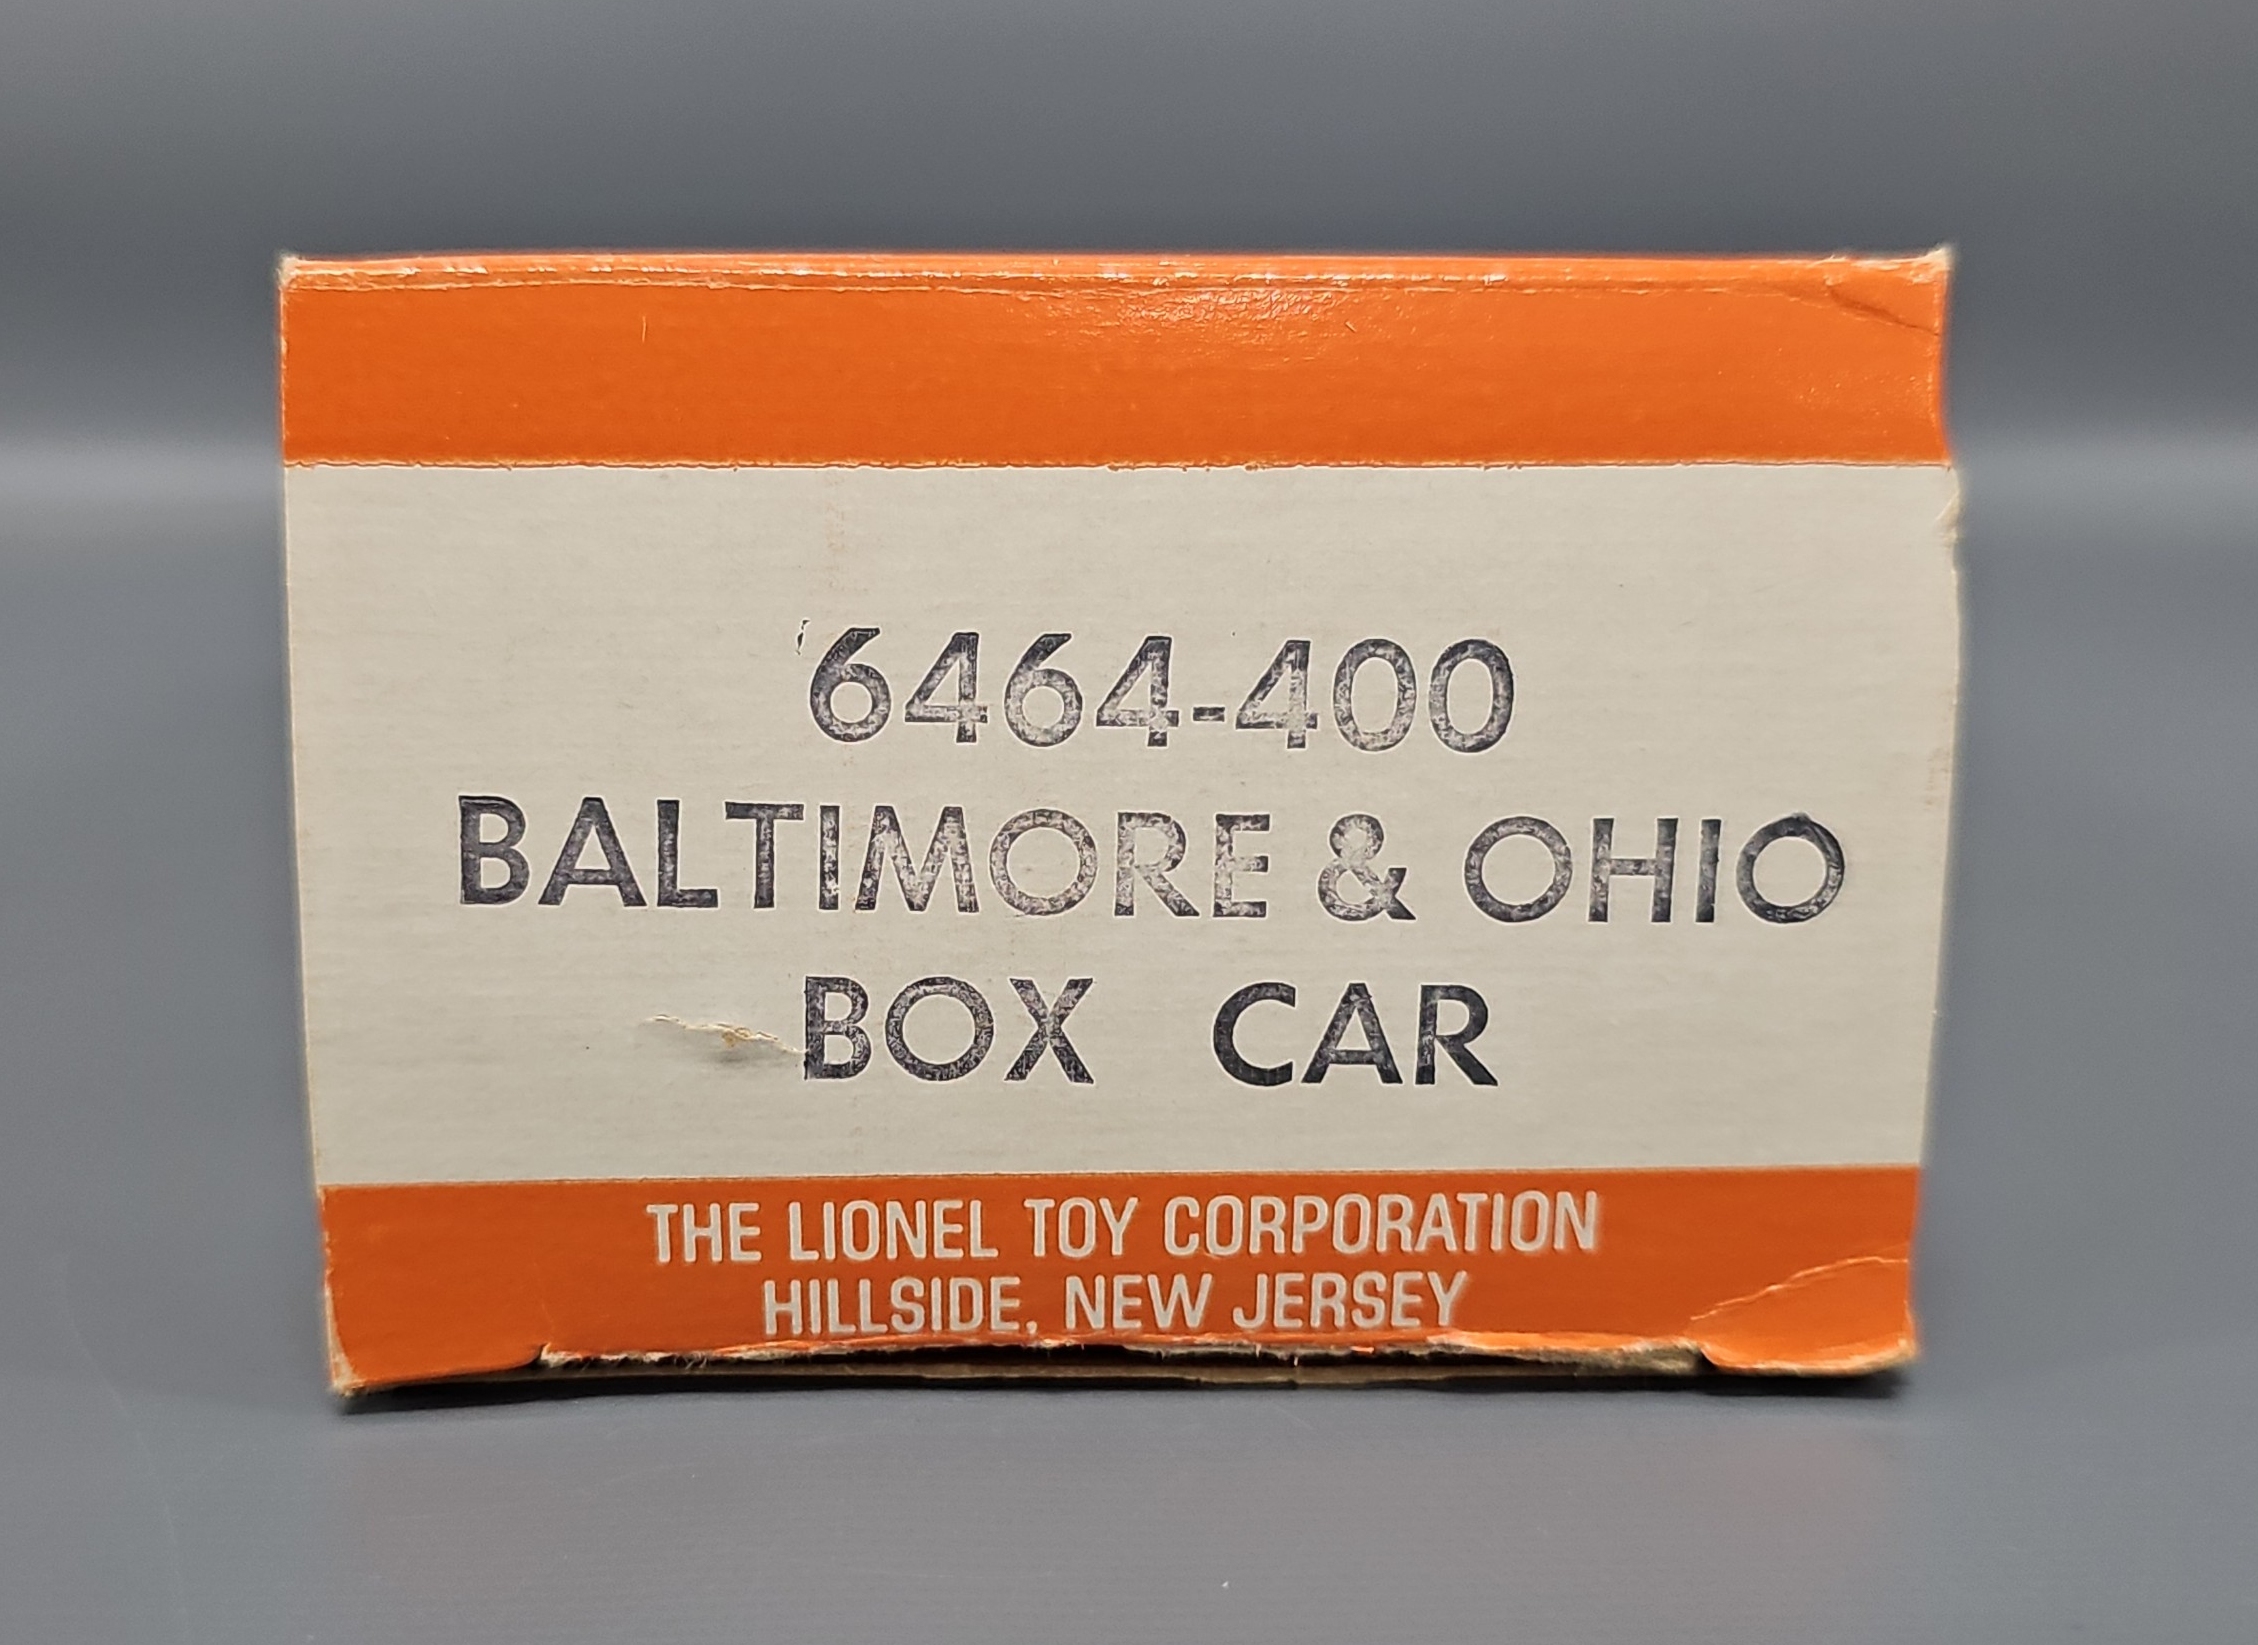 6464-400
BALTIMORE & OHIO
BOX CAR
THE LIONEL TOY CORPORATION
HILLSIDE, NEW JERSEY